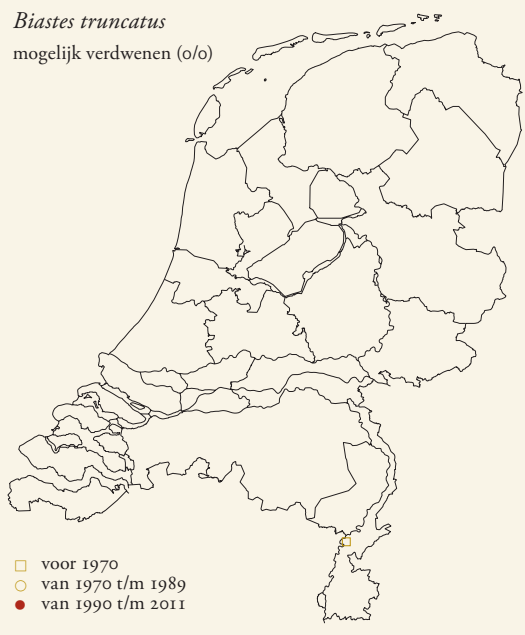 Biastes truncatus
mogelijk verdwenen (0/0)
voor 1970
van 1970 t/m 1989
van 1990 t/m 2011